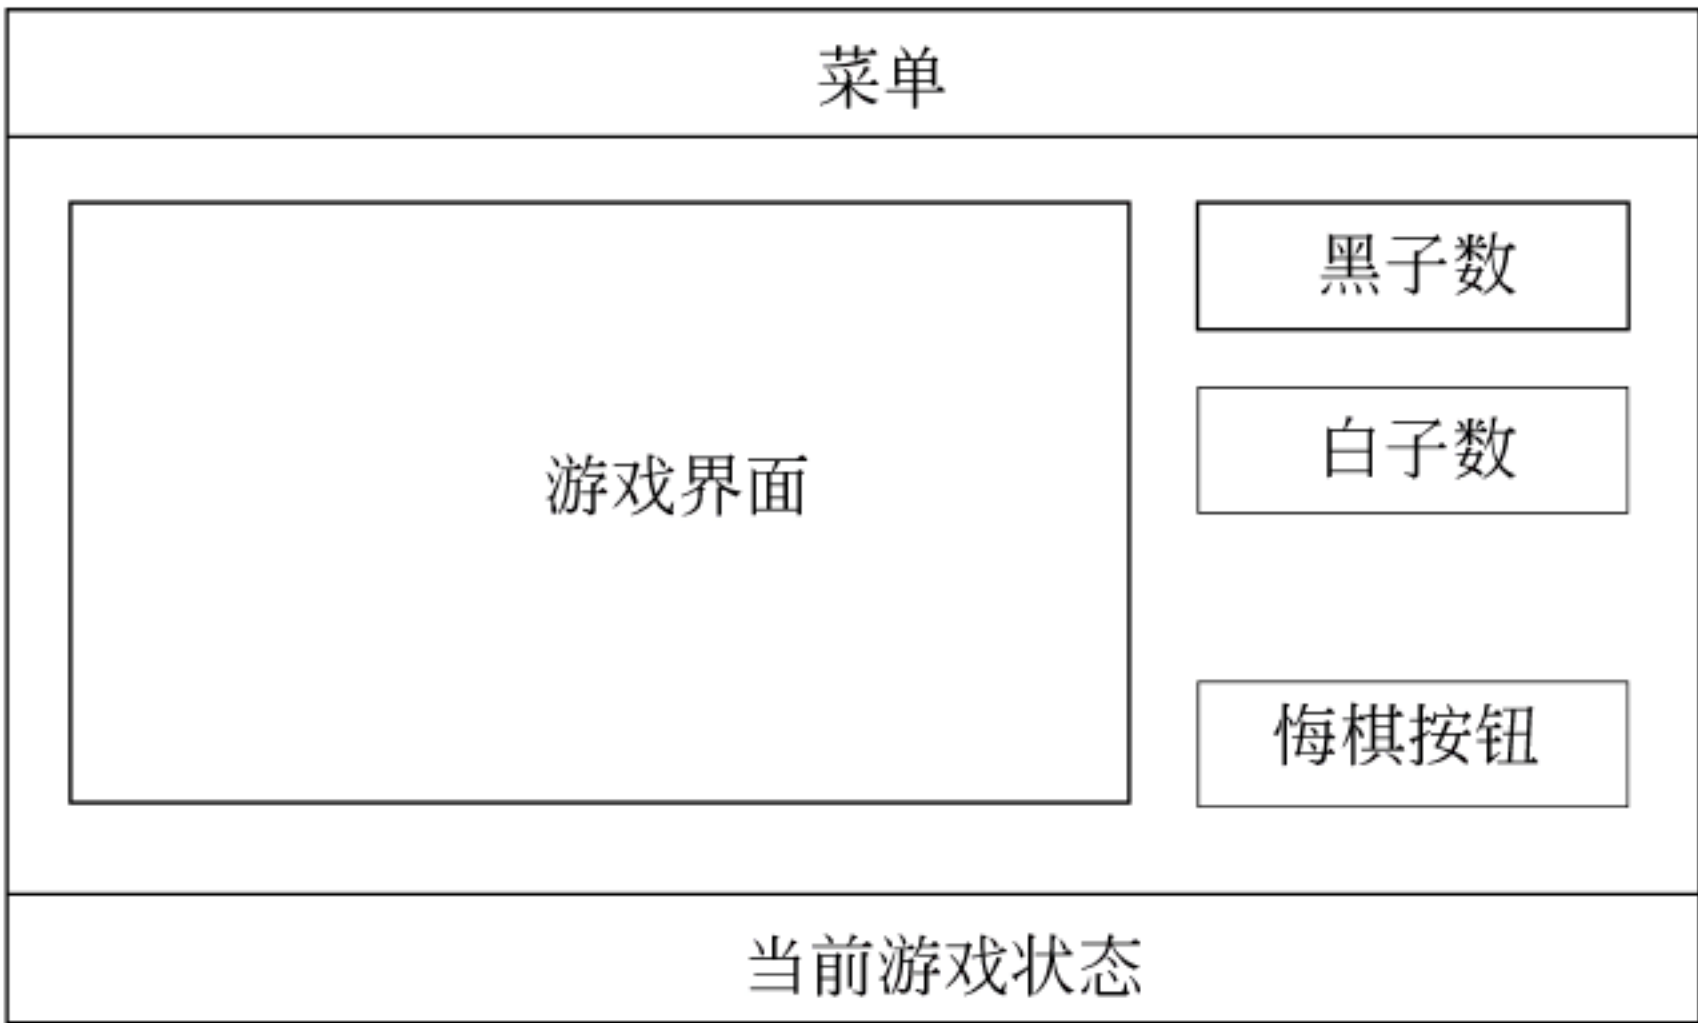 菜单
黑子数
白子数
游戏界面
悔棋按钮
当前游戏状态